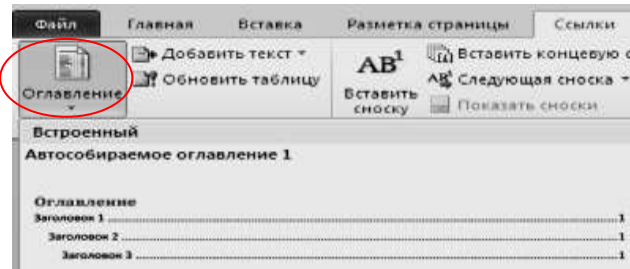 Файл Главная Вставка Разметка страницы Ссылки
Оглавление
Добавить текст
Обновить таблицу
AB¹
Вставить
сноску
Вставить концевую
Следующая сноска
Показать сноски
Встроенный
Автособираемое оглавление 1
Оглавление
Заголовок 1 ........................................ 1
Заголовок 2 ........................................ 1
Заголовок 3 ........................................ 1